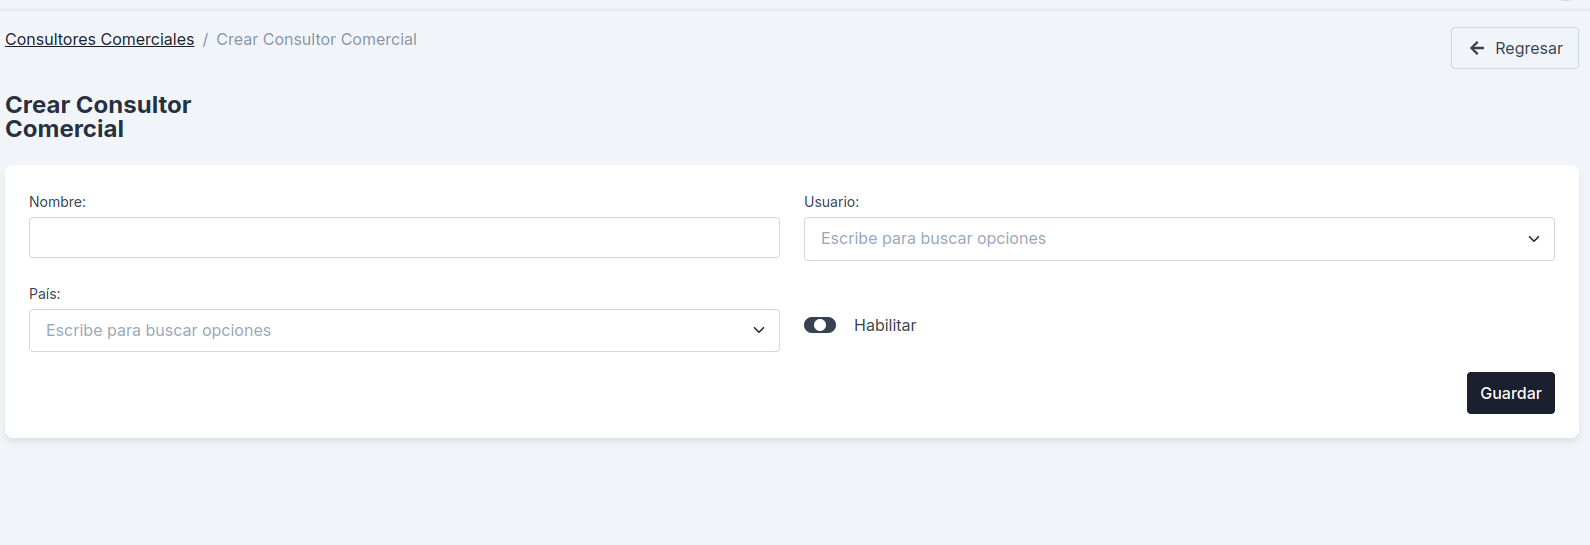 Consultores Comerciales / Crear Consultor Comercial
Regresar
Crear Consultor
Comercial
Nombre:
Usuario:
Escribe para buscar opciones
País:
Escribe para buscar opciones
Habilitar
Guardar